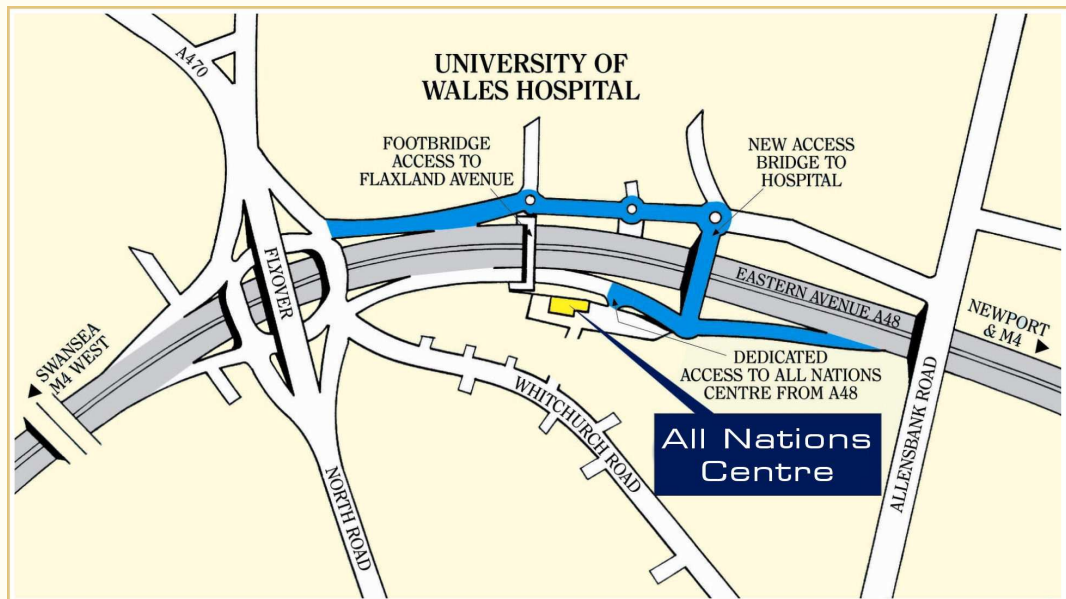 A470
UNIVERSITY OF
WALES HOSPITAL
FOOTBRIDGE
ACCESS TO
FLAXLAND AVENUE
NEW ACCESS
BRIDGE TO
HOSPITAL
FLYOVER
EASTERN AVENUE A48
NEWPORT
& M4
SWANSEA
M4 WEST
DEDICATED
ACCESS TO ALL NATIONS
CENTRE FROM A48
WHITCHURCH ROAD
All Nations
Centre
ALLENSBANK ROAD
NORTH ROAD